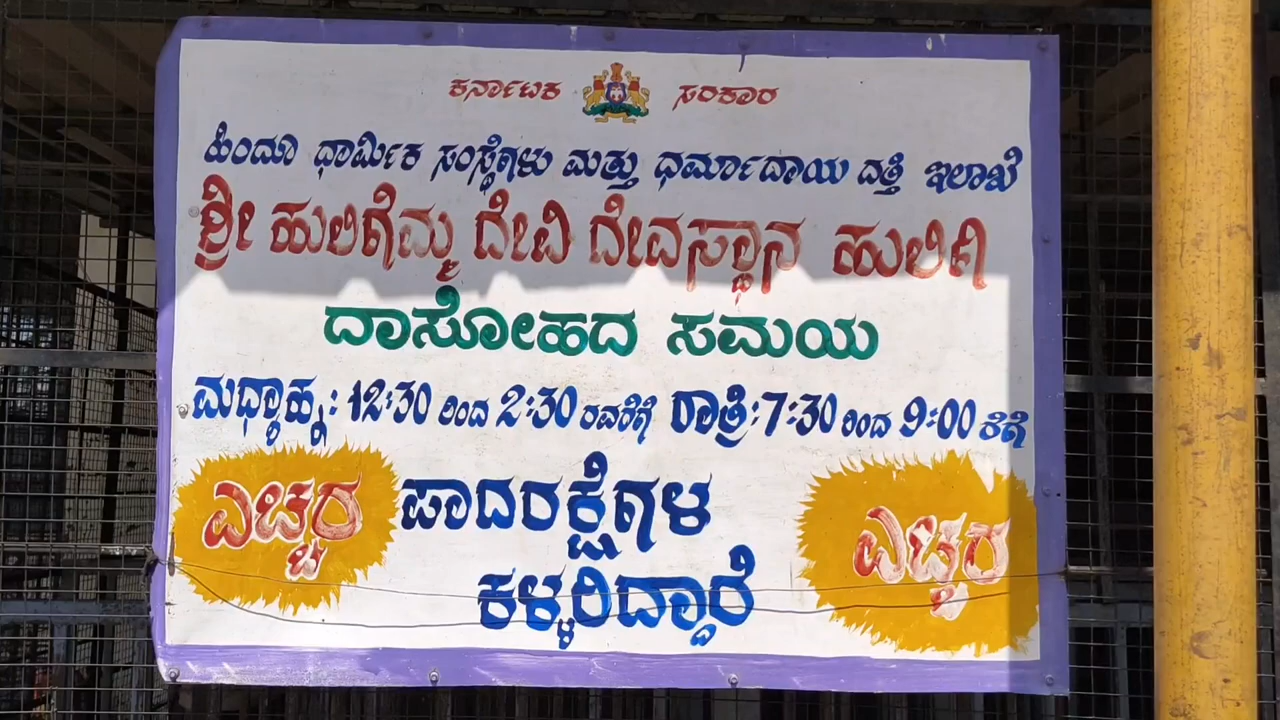 ಕರ್ನಾಟಕ ಸರಕಾರ
ಹಿಂದೂ ಧಾರ್ಮಿಕ ಸಂಸ್ಥೆಗಳು ಮತ್ತು ಧರ್ಮಾದಾಯ ದತ್ತಿ ಇಲಾಖೆ
ಶ್ರೀ ಹುಲಿಗೆಮ್ಮ ದೇವಿ ದೇವಸ್ಥಾನ ಹುಲಿಗಿ
ದಾಸೋಹದ ಸಮಯ
ಮಧ್ಯಾಹ್ನ: 12:30 ರಿಂದ 2:30 ರವರೆಗೆ ರಾತ್ರಿ: 7:30 ರಿಂದ 9:00 ರೆಗೆ
ಎಚ್ಚರ ಪಾದರಕ್ಷೆಗಳ ಎಚ್ಚರ
ಕಳ್ಳರಿದ್ದಾರೆ